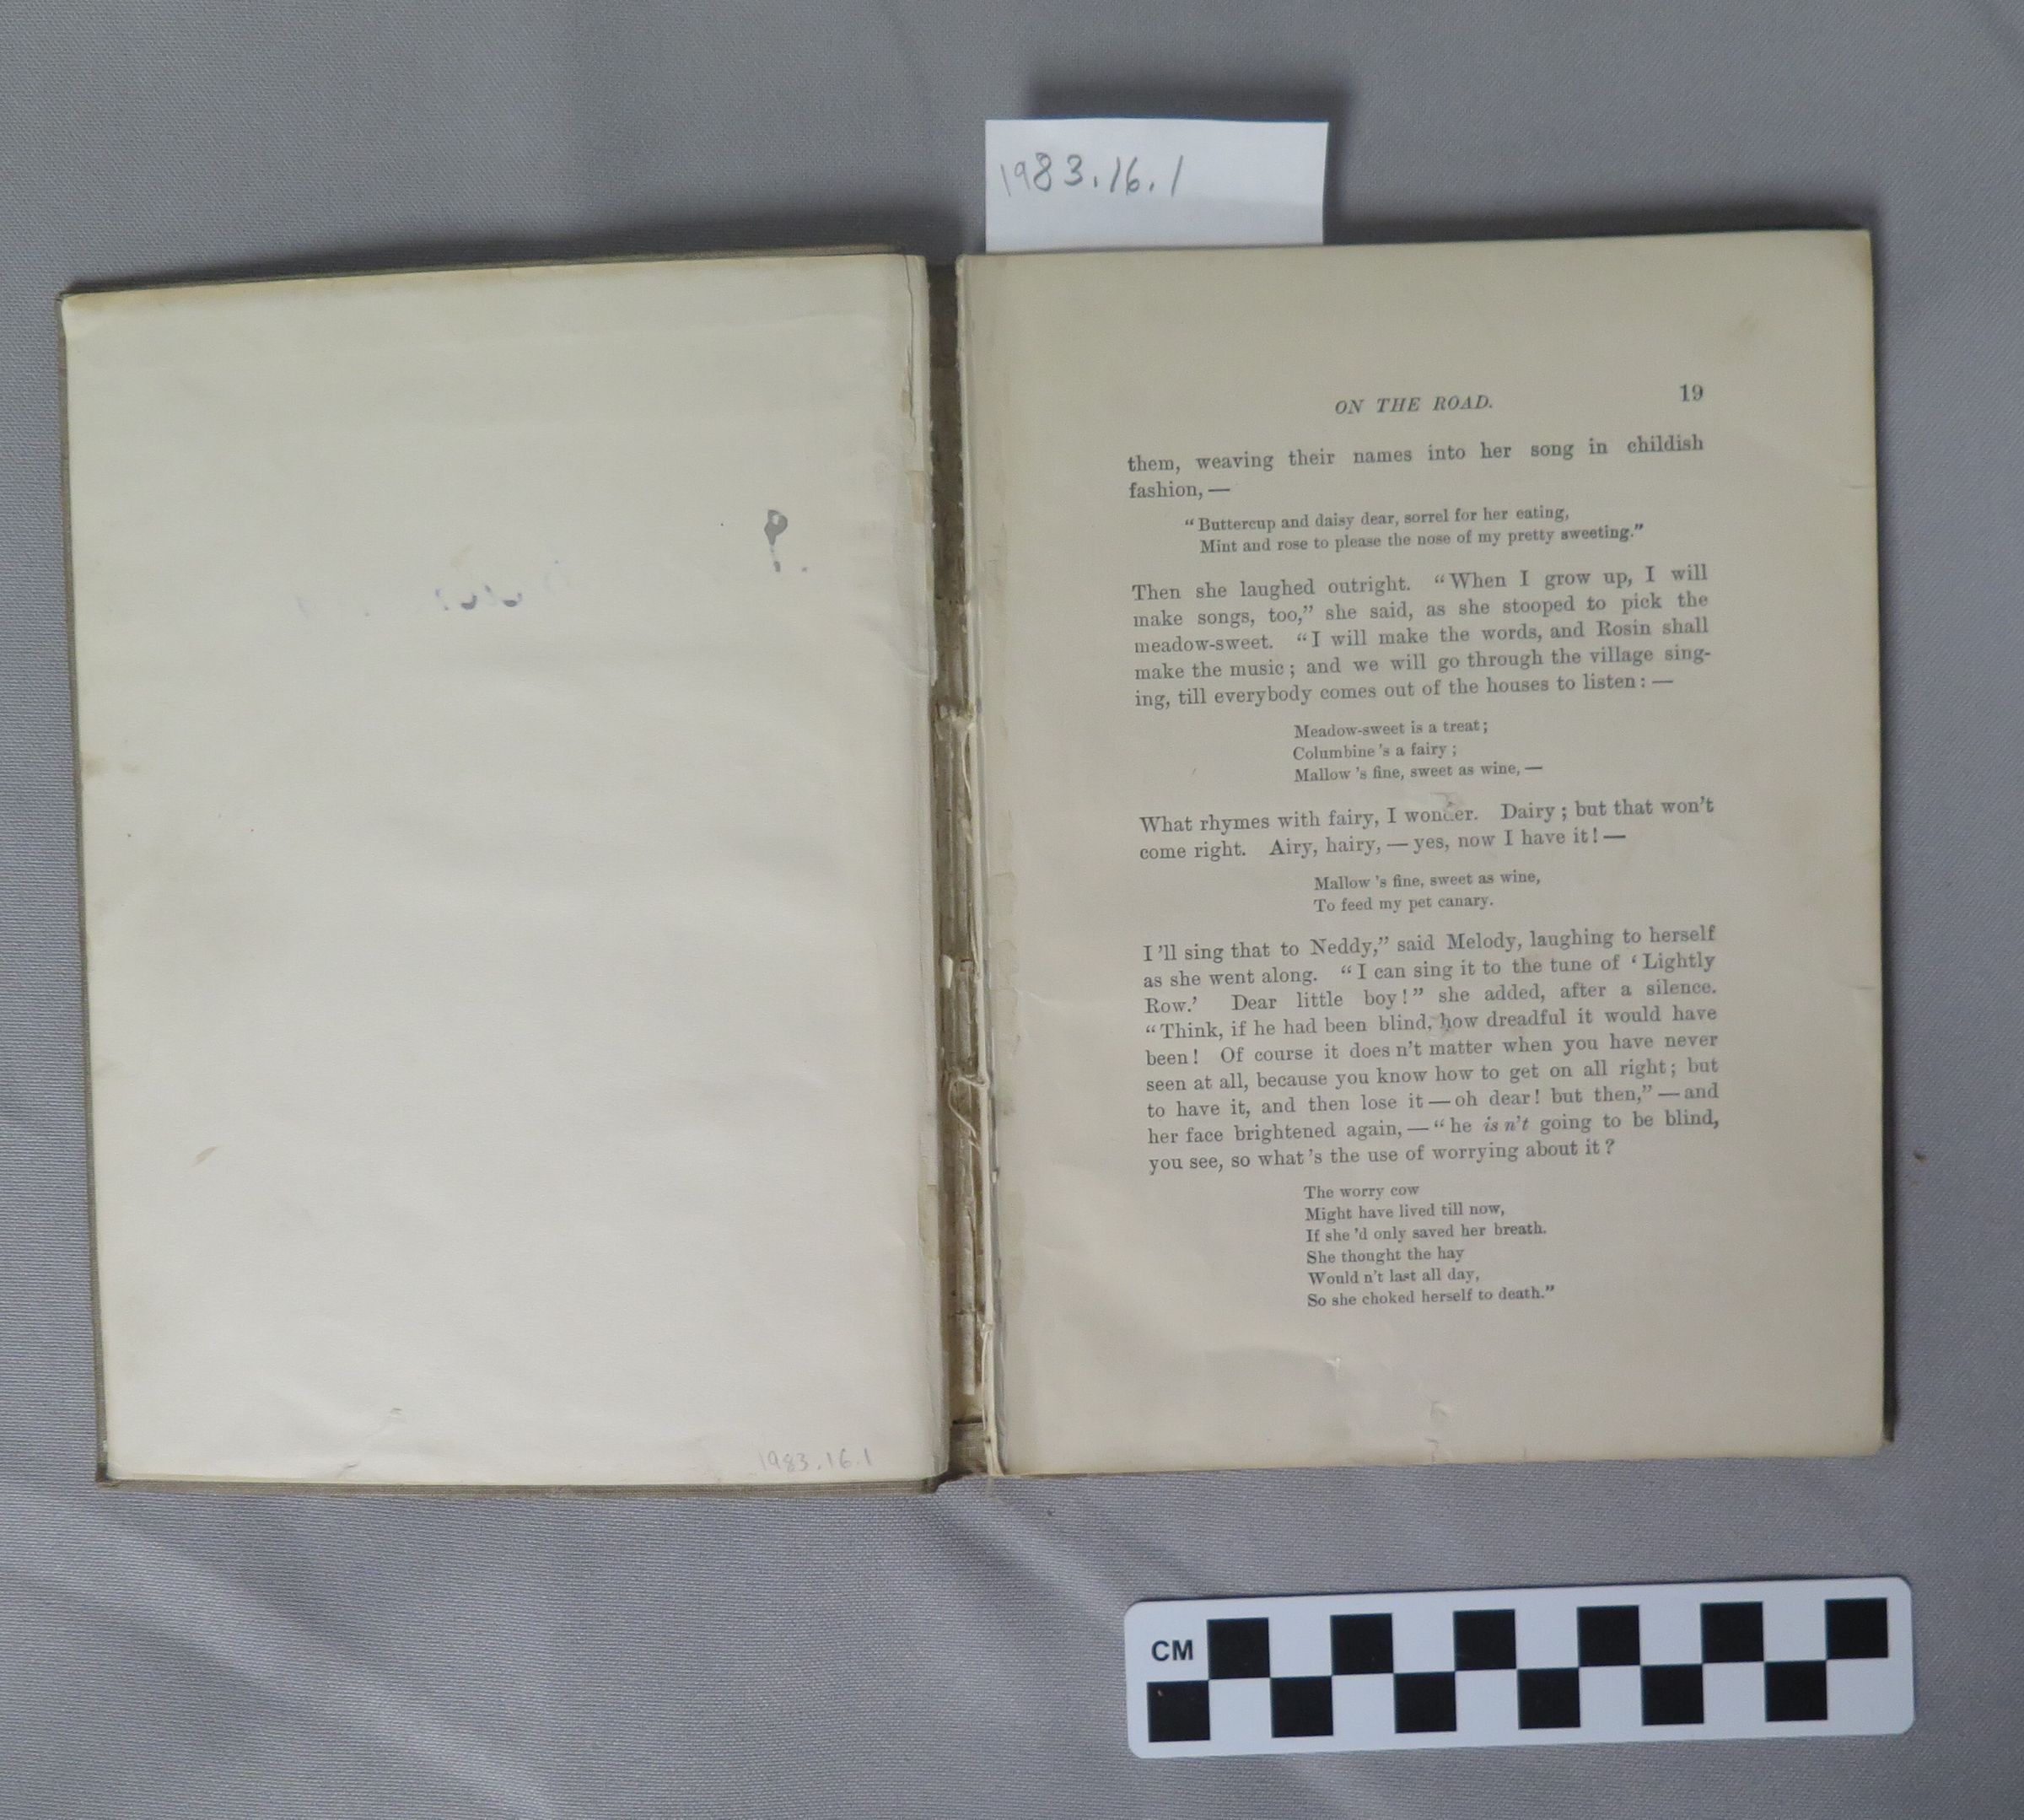 1983.16.1
1983.16.1
ON THE ROAD. 19
them, weaving their names into her song in childish
fashion, —
"Buttercup and daisy dear, sorrel for her eating,
Mint and rose to please the nose of my pretty sweeting."
Then she laughed outright. "When I grow up, I will
make songs, too," she said, as she stooped to pick the
meadow-sweet. "I will make the words, and Rosin shall
make the music; and we will go through the village sing-
ing, till everybody comes out of the houses to listen: —
Meadow-sweet is a treat;
Columbine 's a fairy;
Mallow 's fine, sweet as wine, —
What rhymes with fairy, I wonder. Dairy; but that won't
come right. Airy, hairy, — yes, now I have it! —
Mallow 's fine, sweet as wine,
To feed my pet canary.
I 'll sing that to Neddy," said Melody, laughing to herself
as she went along. "I can sing it to the tune of 'Lightly
Row.' Dear little boy!" she added, after a silence.
"Think, if he had been blind, how dreadful it would have
been! Of course it does n't matter when you have never
seen at all, because you know how to get on all right; but
to have it, and then lose it — oh dear! but then," — and
her face brightened again, — "he is n't going to be blind,
you see, so what 's the use of worrying about it?
The worry cow
Might have lived till now,
If she 'd only saved her breath.
She thought the hay
Would n't last all day,
So she choked herself to death."
CM